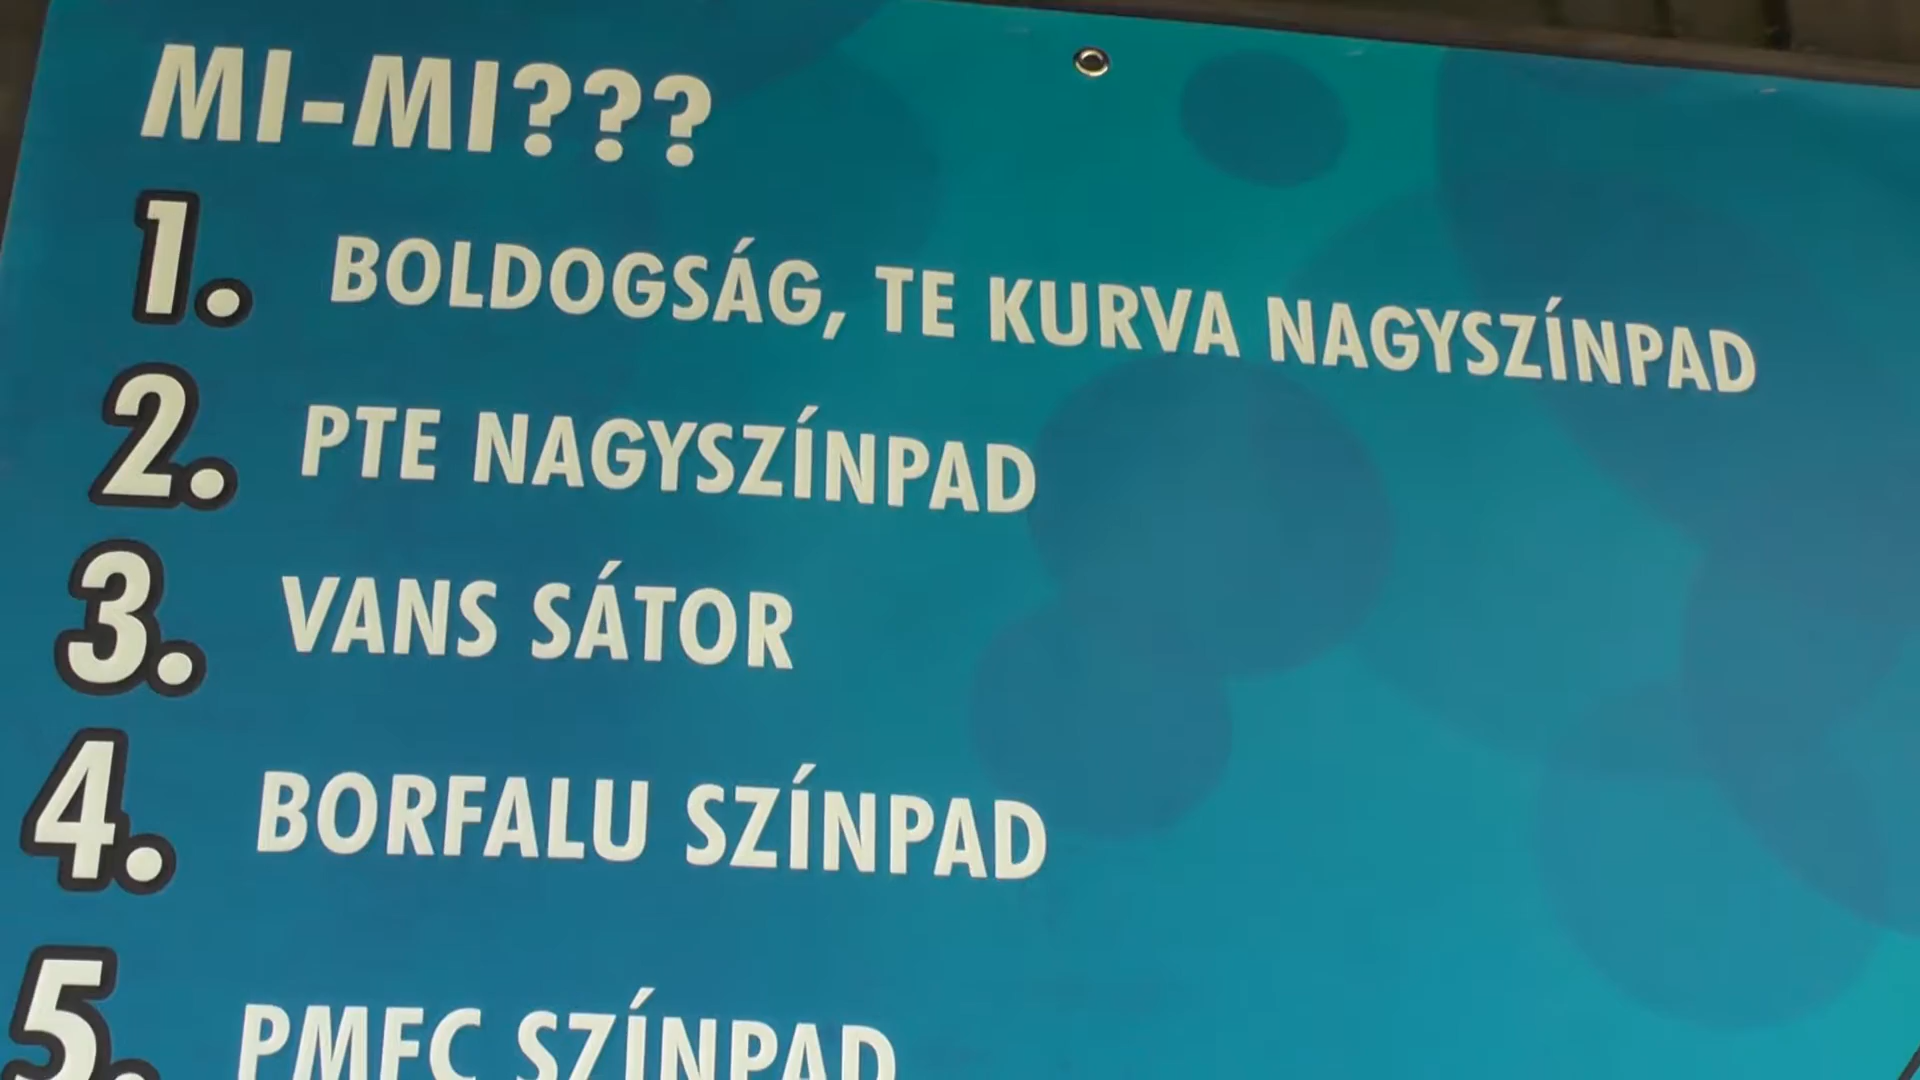 MI-MI???
1. BOLDOGSÁG, TE KURVA NAGYSZÍNPAD
2. PTE NAGYSZÍNPAD
3. VANS SÁTOR
4. BORFALU SZÍNPAD
5. PMFC SZÍNPAD